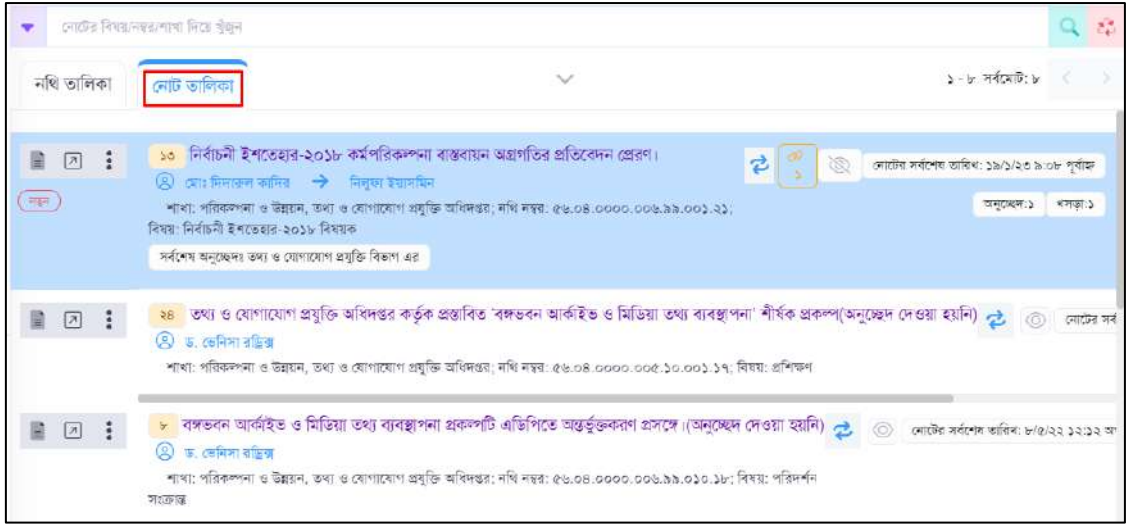 নোটের বিষয়/নম্বর/শাখা দিয়ে খুঁজুন
নথি তালিকা নোট তালিকা ১ - ৮ সর্বমোট: ৮
১৩ নির্বাচনী ইশতেহার-২০১৮ কর্মপরিকল্পনা বাস্তবায়ন অগ্রগতির প্রতিবেদন প্রেরণ। ১ নোটের সর্বশেষ তারিখ: ১৯/১/২৩ ৯:০৮ পূর্বাহ্ন
মোঃ দিদারুল কাদির → নিলুফা ইয়াসমিন
নতুন
শাখা: পরিকল্পনা ও উন্নয়ন, তথ্য ও যোগাযোগ প্রযুক্তি অধিদপ্তর; নথি নম্বর: ৫৬.০৪.০০০০.০০৬.৯৯.০০১.২১; অনুচ্ছেদ:১ খসড়া:১
বিষয়: নির্বাচনী ইশতেহার-২০১৮ বিষয়ক
সর্বশেষ অনুচ্ছেদঃ তথ্য ও যোগাযোগ প্রযুক্তি বিভাগ এর
২৪ তথ্য ও যোগাযোগ প্রযুক্তি অধিদপ্তর কর্তৃক প্রস্তাবিত 'বঙ্গভবন আর্কাইভ ও মিডিয়া তথ্য ব্যবস্থাপনা' শীর্ষক প্রকল্প(অনুচ্ছেদ দেওয়া হয়নি) নোটের সর্ব
ড. ভেনিসা রড্রিক্স
শাখা: পরিকল্পনা ও উন্নয়ন, তথ্য ও যোগাযোগ প্রযুক্তি অধিদপ্তর; নথি নম্বর: ৫৬.০৪.০০০০.০০৫.১০.০০১.১৭; বিষয়: প্রশিক্ষণ
৮ বঙ্গভবন আর্কাইভ ও মিডিয়া তথ্য ব্যবস্থাপনা প্রকল্পটি এডিপিতে অন্তর্ভুক্তকরণ প্রসঙ্গে।(অনুচ্ছেদ দেওয়া হয়নি) নোটের সর্বশেষ তারিখ: ৮/৫/২২ ১২:১২ অ
ড. ভেনিসা রড্রিক্স
শাখা: পরিকল্পনা ও উন্নয়ন, তথ্য ও যোগাযোগ প্রযুক্তি অধিদপ্তর; নথি নম্বর: ৫৬.০৪.০০০০.০০৬.৯৯.০১০.১৮; বিষয়: পরিদর্শন
সংক্রান্ত